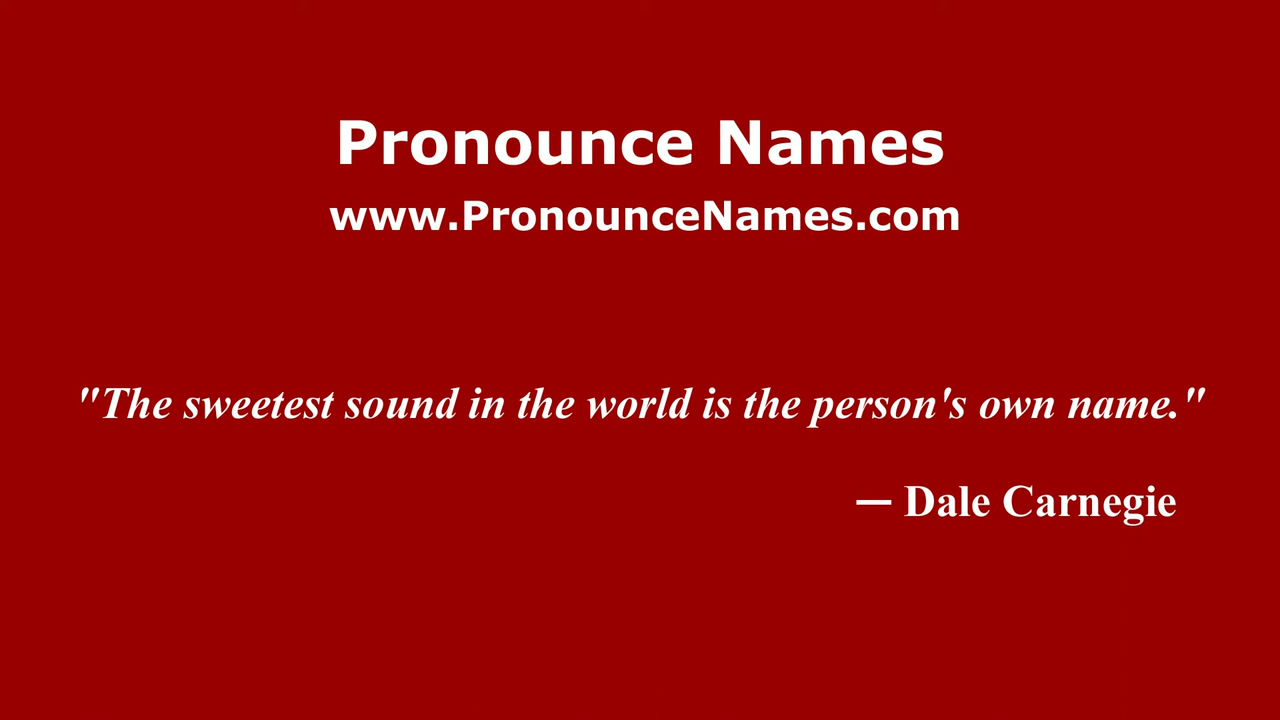 Pronounce Names
www.PronounceNames.com
"The sweetest sound in the world is the person's own name."
— Dale Carnegie